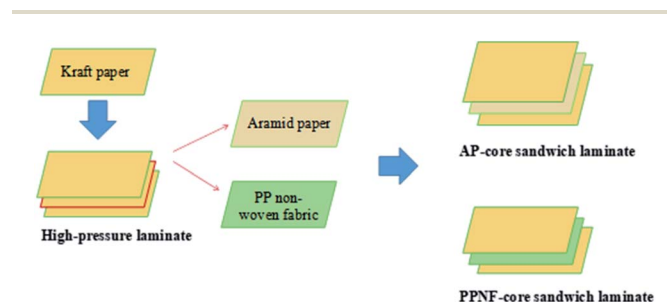 Kraft paper
Aramid paper
PP non-
woven fabric
High-pressure laminate
AP-core sandwich laminate
PPNF-core sandwich laminate